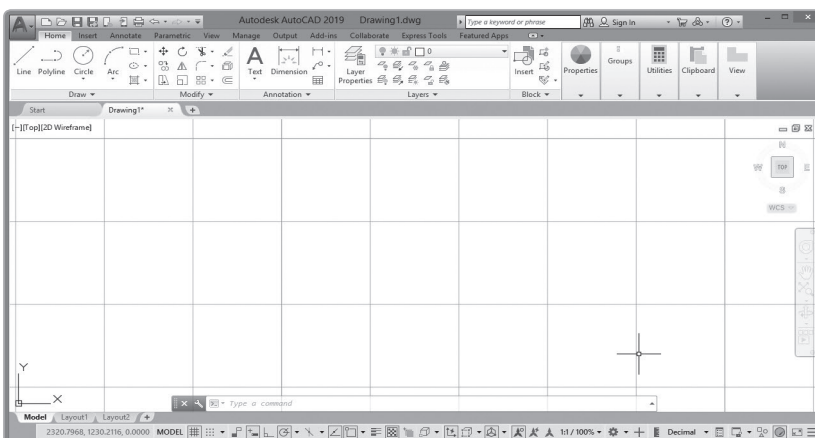 A Autodesk AutoCAD 2019 Drawing1.dwg Type a keyword or phrase Sign In
Home Insert Annotate Parametric View Manage Output Add-ins Collaborate Express Tools Featured Apps
0
Line Polyline Circle Arc Text Dimension Layer Properties Insert Properties Groups Utilities Clipboard View
Draw Modify Annotation Layers Block
Start Drawing1*
[-][Top][2D Wireframe]
N
W TOP E
S
WCS
Y
X
Type a command
Model Layout1 Layout2
2320.7968, 1230.2116, 0.0000 MODEL 1:1 / 100% Decimal